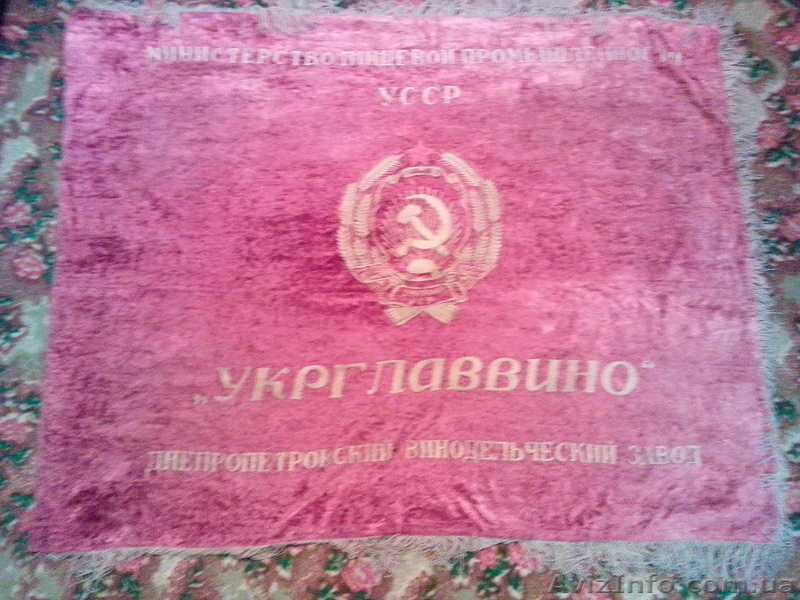 МИНИСТЕРСТВО ПИЩЕВОЙ ПРОМЫШЛЕННОСТИ
УССР
„УКРГЛАВВИНО“
ДНЕПРОПЕТРОВСКИЙ ВИНОДЕЛЬЧЕСКИЙ ЗАВОД
AvizInfo.com.ua